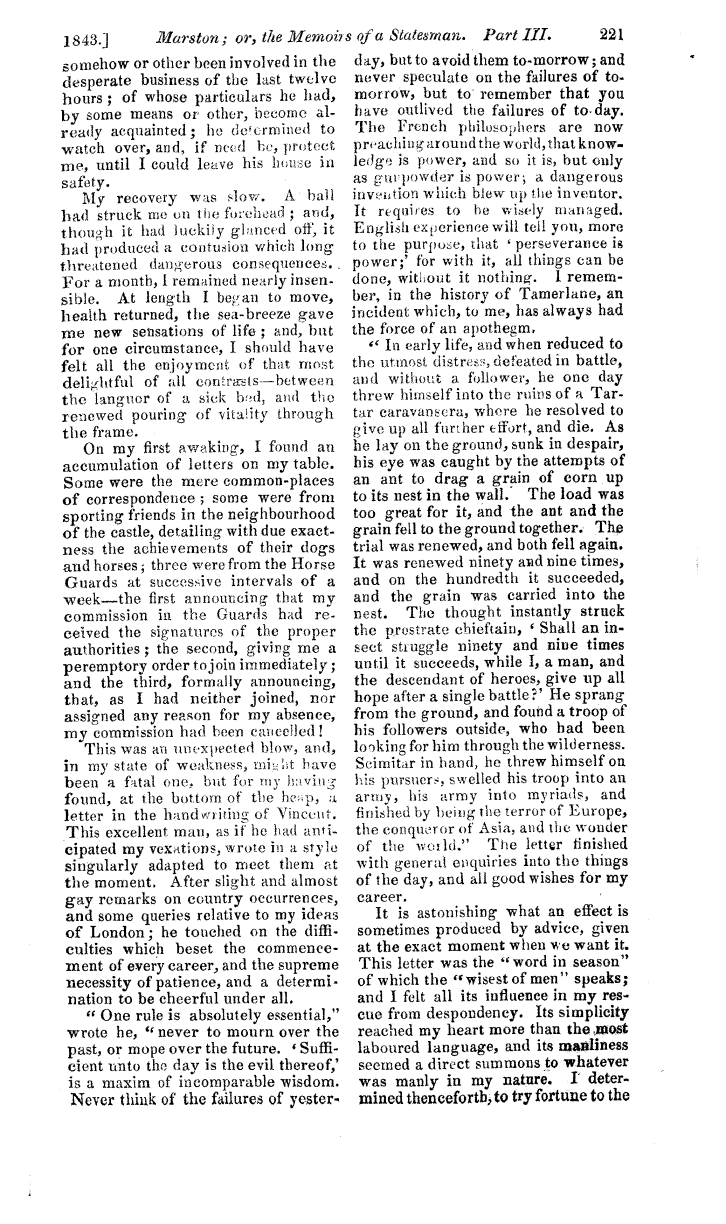 1843.] Marston; or, the Memoirs of a Statesman. Part III. 221
somehow or other been involved in the
desperate business of the last twelve
hours; of whose particulars he had,
by some means or other, become al-
ready acquainted; he determined to
watch over, and, if need be, protect
me, until I could leave his house in
safety.
My recovery was slow. A ball
had struck me on the forehead; and,
though it had luckily glanced off, it
had produced a contusion which long
threatened dangerous consequences.
For a month, I remained nearly insen-
sible. At length I began to move,
health returned, the sea-breeze gave
me new sensations of life; and, but
for one circumstance, I should have
felt all the enjoyment of that most
delightful of all contrasts—between
the languor of a sick bed, and the
renewed pouring of vitality through
the frame.
On my first awaking, I found an
accumulation of letters on my table.
Some were the mere common-places
of correspondence; some were from
sporting friends in the neighbourhood
of the castle, detailing with due exact-
ness the achievements of their dogs
and horses; three were from the Horse
Guards at successive intervals of a
week—the first announcing that my
commission in the Guards had re-
ceived the signatures of the proper
authorities; the second, giving me a
peremptory order to join immediately;
and the third, formally announcing,
that, as I had neither joined, nor
assigned any reason for my absence,
my commission had been cancelled!
This was an unexpected blow, and,
in my state of weakness, might have
been a fatal one, but for my having
found, at the bottom of the heap, a
letter in the handwriting of Vincent.
This excellent man, as if he had anti-
cipated my vexations, wrote in a style
singularly adapted to meet them at
the moment. After slight and almost
gay remarks on country occurrences,
and some queries relative to my ideas
of London; he touched on the diffi-
culties which beset the commence-
ment of every career, and the supreme
necessity of patience, and a determi-
nation to be cheerful under all.
“ One rule is absolutely essential,”
wrote he, “ never to mourn over the
past, or mope over the future. ‘ Suffi-
cient unto the day is the evil thereof,’
is a maxim of incomparable wisdom.
Never think of the failures of yester-
day, but to avoid them to-morrow; and
never speculate on the failures of to-
morrow, but to remember that you
have outlived the failures of to-day.
The French philosophers are now
preaching around the world, that know-
ledge is power, and so it is, but only
as gunpowder is power; a dangerous
invention which blew up the inventor.
It requires to be wisely managed.
English experience will tell you, more
to the purpose, that ‘ perseverance is
power;’ for with it, all things can be
done, without it nothing. I remem-
ber, in the history of Tamerlane, an
incident which, to me, has always had
the force of an apothegm.
“ In early life, and when reduced to
the utmost distress, defeated in battle,
and without a follower, he one day
threw himself into the ruins of a Tar-
tar caravansera, where he resolved to
give up all further effort, and die. As
he lay on the ground, sunk in despair,
his eye was caught by the attempts of
an ant to drag a grain of corn up
to its nest in the wall. The load was
too great for it, and the ant and the
grain fell to the ground together. The
trial was renewed, and both fell again.
It was renewed ninety and nine times,
and on the hundredth it succeeded,
and the grain was carried into the
nest. The thought instantly struck
the prostrate chieftain, ‘ Shall an in-
sect struggle ninety and nine times
until it succeeds, while I, a man, and
the descendant of heroes, give up all
hope after a single battle?’ He sprang
from the ground, and found a troop of
his followers outside, who had been
looking for him through the wilderness.
Scimitar in hand, he threw himself on
his pursuers, swelled his troop into an
army, his army into myriads, and
finished by being the terror of Europe,
the conqueror of Asia, and the wonder
of the world.” The letter finished
with general enquiries into the things
of the day, and all good wishes for my
career.
It is astonishing what an effect is
sometimes produced by advice, given
at the exact moment when we want it.
This letter was the “word in season”
of which the “wisest of men” speaks;
and I felt all its influence in my res-
cue from despondency. Its simplicity
reached my heart more than the most
laboured language, and its manliness
seemed a direct summons to whatever
was manly in my nature. I deter-
mined thenceforth, to try fortune to the